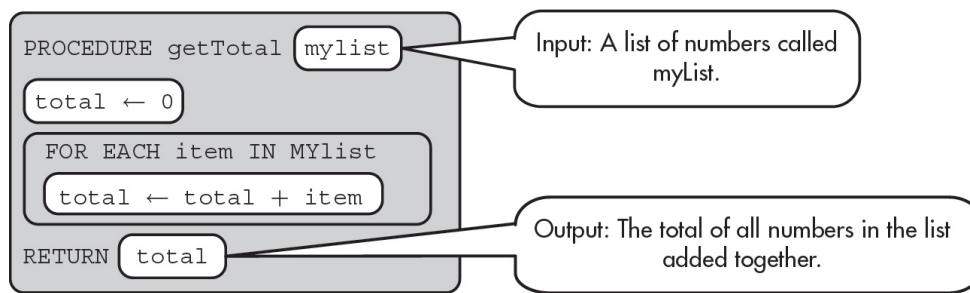 PROCEDURE getTotal mylist
Input: A list of numbers called
myList.
total ← 0
FOR EACH item IN MYlist
total ← total + item
RETURN total
Output: The total of all numbers in the list
added together.